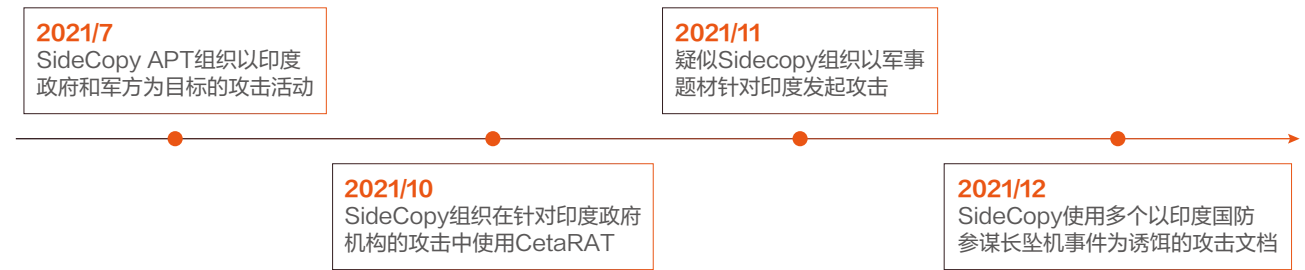 2021/7
SideCopy APT组织以印度
政府和军方为目标的攻击活动
2021/10
SideCopy组织在针对印度政府
机构的攻击中使用CetaRAT
2021/11
疑似Sidecopy组织以军事
题材针对印度发起攻击
2021/12
SideCopy使用多个以印度国防
参谋长坠机事件为诱饵的攻击文档